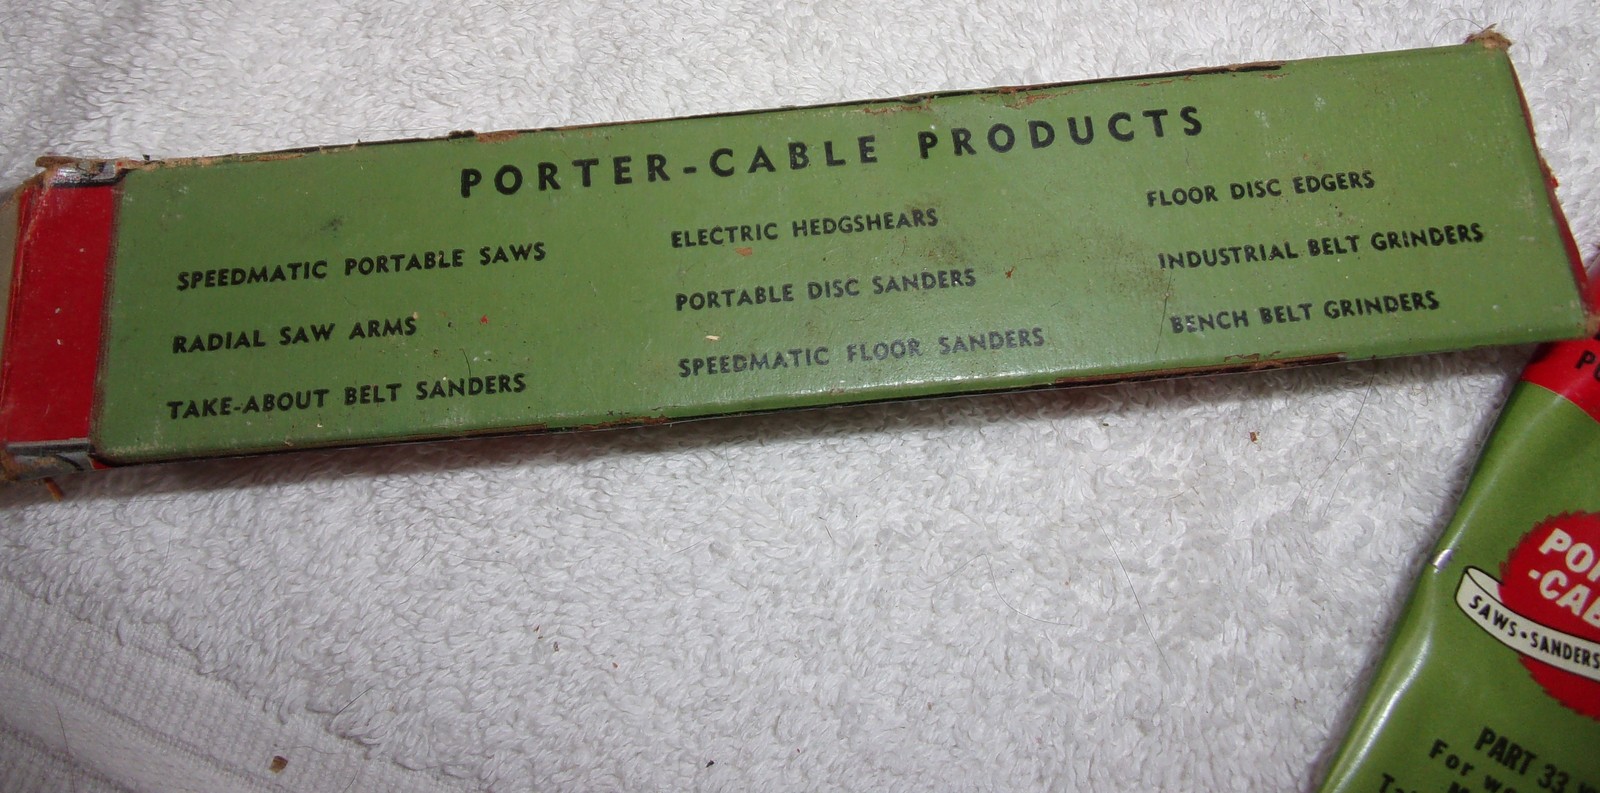 PORTER-CABLE PRODUCTS
SPEEDMATIC PORTABLE SAWS
RADIAL SAW ARMS
TAKE-ABOUT BELT SANDERS
ELECTRIC HEDGSHEARS
PORTABLE DISC SANDERS
SPEEDMATIC FLOOR SANDERS
FLOOR DISC EDGERS
INDUSTRIAL BELT GRINDERS
BENCH BELT GRINDERS
SAWS•SANDERS
PART 33
For